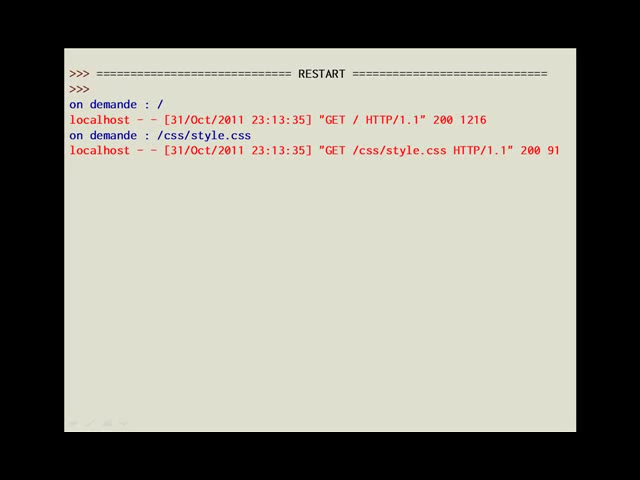 >>> ============================= RESTART =============================
>>>
on demande : /
localhost - - [31/Oct/2011 23:13:35] "GET / HTTP/1.1" 200 1216
on demande : /css/style.css
localhost - - [31/Oct/2011 23:13:35] "GET /css/style.css HTTP/1.1" 200 91